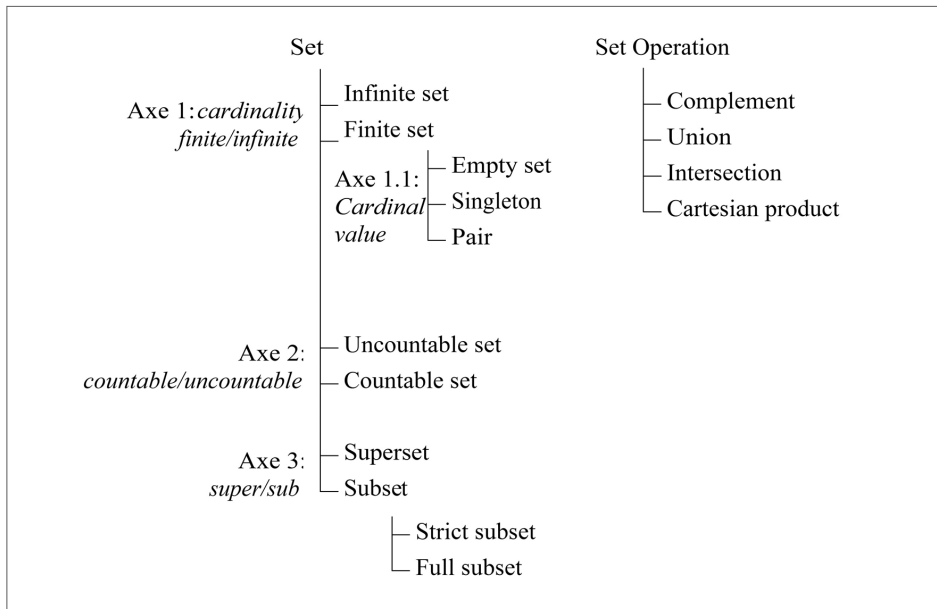 Set
Axe 1: cardinality
finite/infinite
Infinite set
Finite set
Axe 1.1:
Cardinal
value
Empty set
Singleton
Pair
Axe 2:
countable/uncountable
Uncountable set
Countable set
Axe 3:
super/sub
Superset
Subset
Strict subset
Full subset
Set Operation
Complement
Union
Intersection
Cartesian product